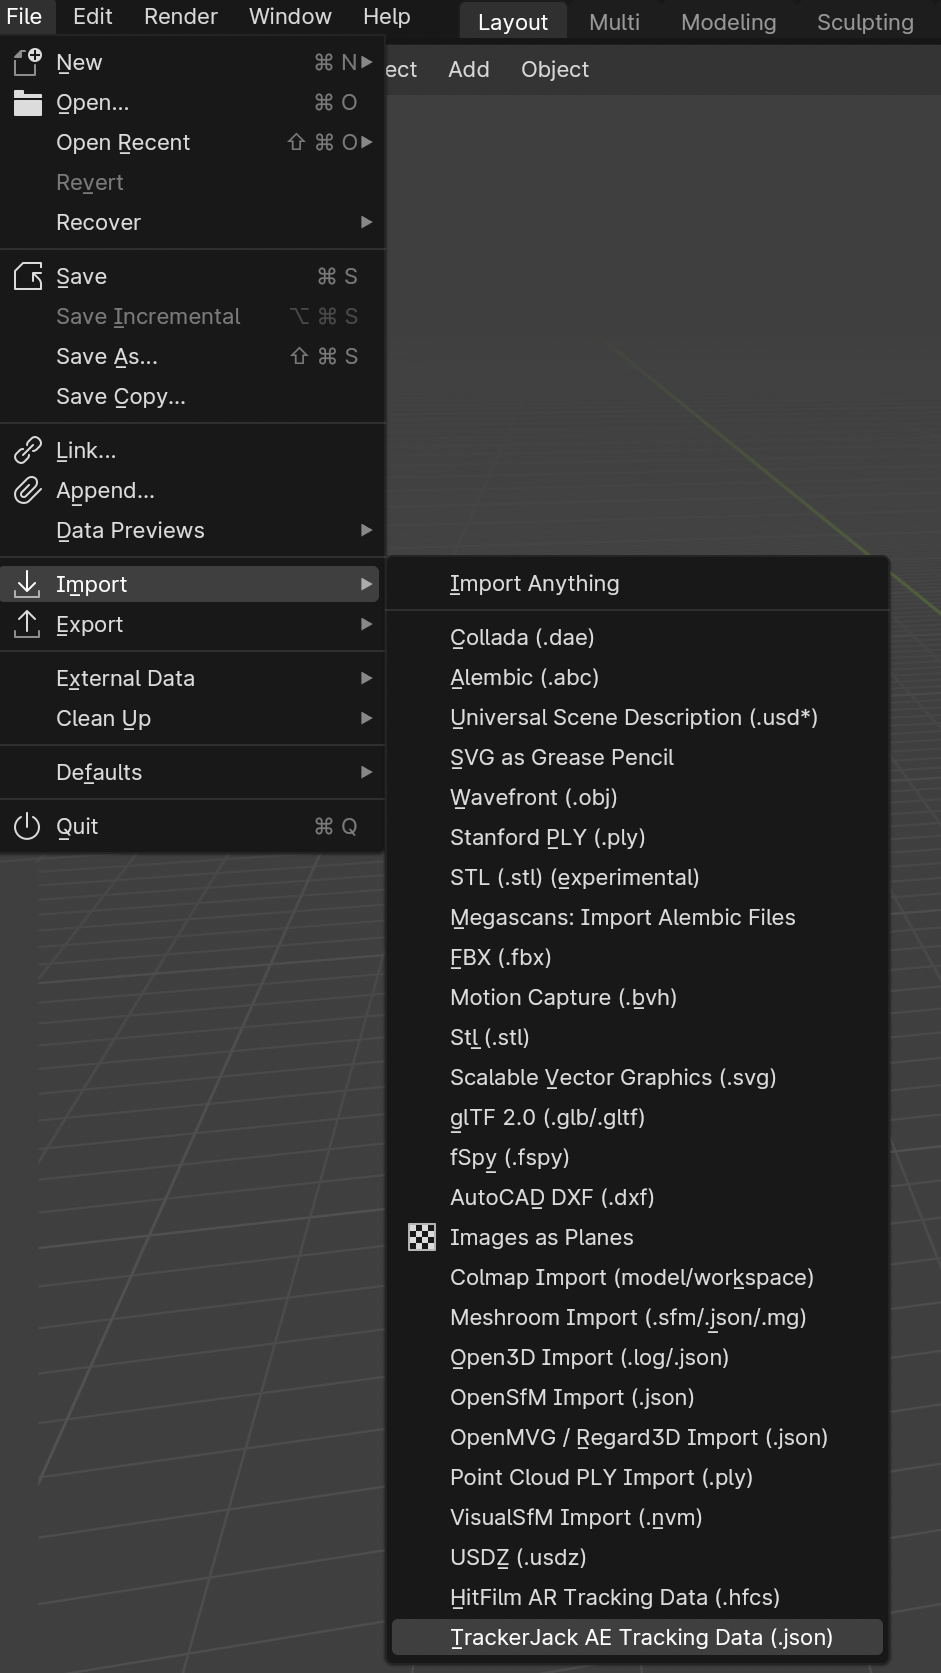 File Edit Render Window Help Layout Multi Modeling Sculpting
ect Add Object
New ⌘ N
Open... ⌘ O
Open Recent ⇧ ⌘ O
Revert
Recover
Save ⌘ S
Save Incremental ⌥ ⌘ S
Save As... ⇧ ⌘ S
Save Copy...
Link...
Append...
Data Previews
Import
Export
External Data
Clean Up
Defaults
Quit ⌘ Q
Import Anything
Collada (.dae)
Alembic (.abc)
Universal Scene Description (.usd*)
SVG as Grease Pencil
Wavefront (.obj)
Stanford PLY (.ply)
STL (.stl) (experimental)
Megascans: Import Alembic Files
FBX (.fbx)
Motion Capture (.bvh)
Stl (.stl)
Scalable Vector Graphics (.svg)
glTF 2.0 (.glb/.gltf)
fSpy (.fspy)
AutoCAD DXF (.dxf)
Images as Planes
Colmap Import (model/workspace)
Meshroom Import (.sfm/.json/.mg)
Open3D Import (.log/.json)
OpenSfM Import (.json)
OpenMVG / Regard3D Import (.json)
Point Cloud PLY Import (.ply)
VisualSfM Import (.nvm)
USDZ (.usdz)
HitFilm AR Tracking Data (.hfcs)
TrackerJack AE Tracking Data (.json)